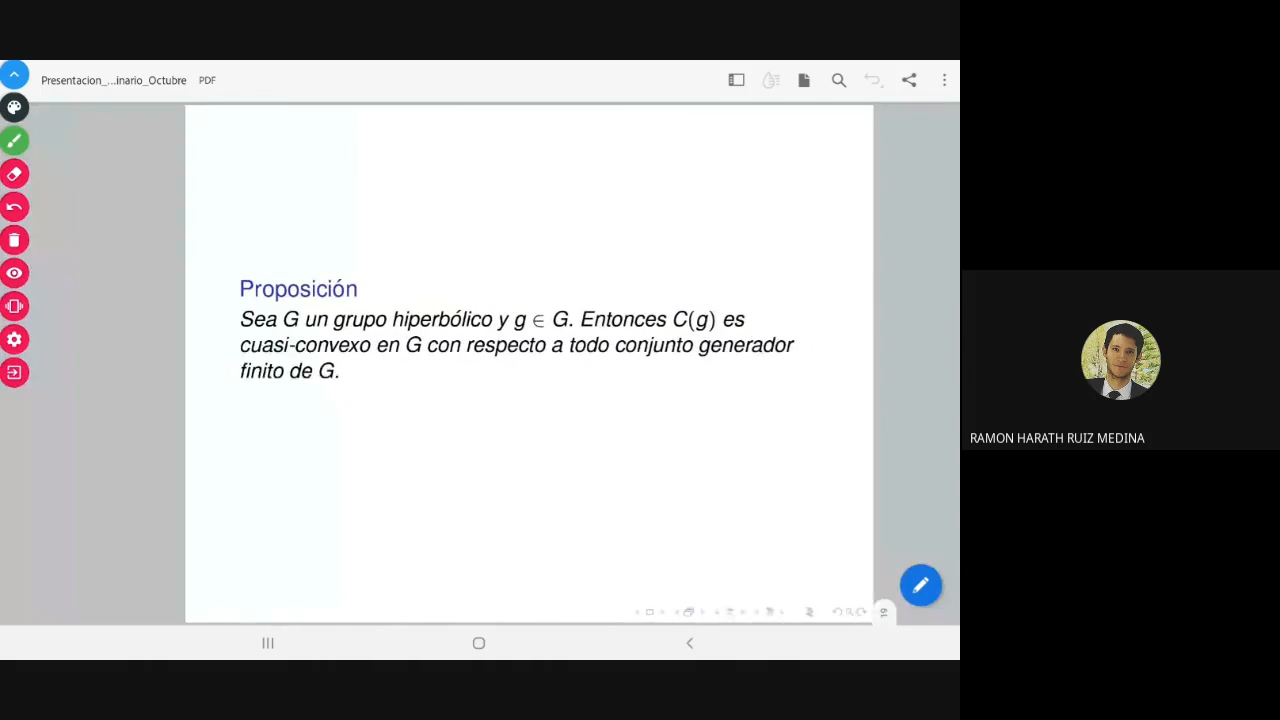 Presentacion_...inario_Octubre PDF
Proposición
Sea G un grupo hiperbólico y g ∈ G. Entonces C(g) es
cuasi-convexo en G con respecto a todo conjunto generador
finito de G.
19
RAMON HARATH RUIZ MEDINA